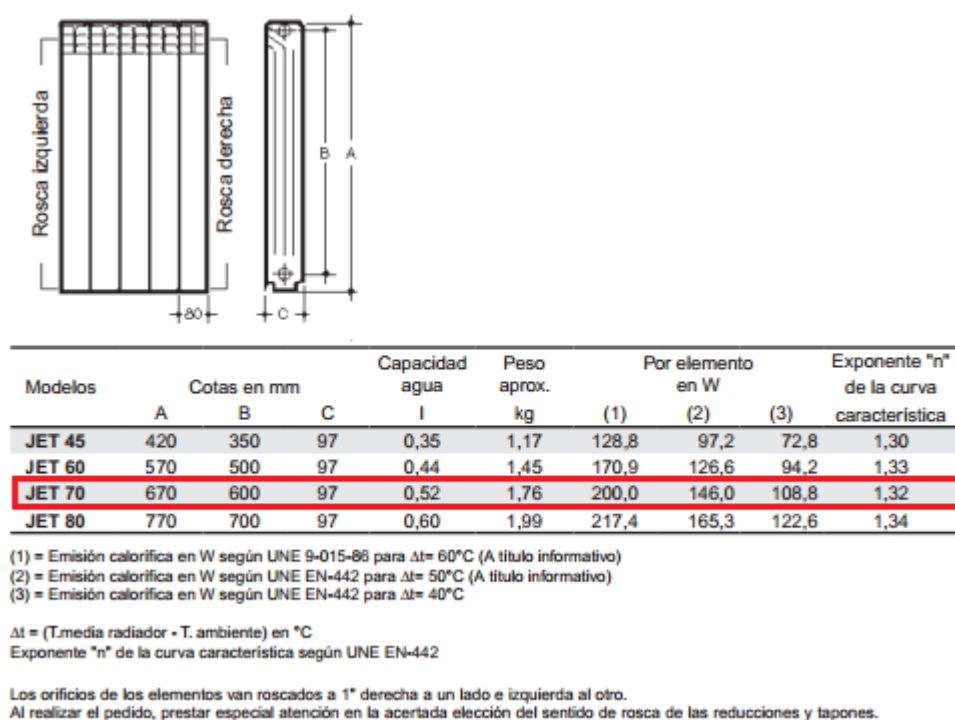 Rosca izquierda
Rosca derecha
B
A
80
C
Capacidad Peso Por elemento Exponente "n"
Modelos Cotas en mm agua aprox. en W de la curva
A B C l kg (1) (2) (3) característica
JET 45 420 350 97 0,35 1,17 128,8 97,2 72,8 1,30
JET 60 570 500 97 0,44 1,45 170,9 126,6 94,2 1,33
JET 70 670 600 97 0,52 1,76 200,0 146,0 108,8 1,32
JET 80 770 700 97 0,60 1,99 217,4 165,3 122,6 1,34
(1) = Emisión calorífica en W según UNE 9-015-86 para Δt= 60°C (A título informativo)
(2) = Emisión calorífica en W según UNE EN-442 para Δt= 50°C (A título informativo)
(3) = Emisión calorífica en W según UNE EN-442 para Δt= 40°C
Δt = (T.media radiador - T. ambiente) en °C
Exponente "n" de la curva característica según UNE EN-442
Los orificios de los elementos van roscados a 1" derecha a un lado e izquierda al otro.
Al realizar el pedido, prestar especial atención en la acertada elección del sentido de rosca de las reducciones y tapones.